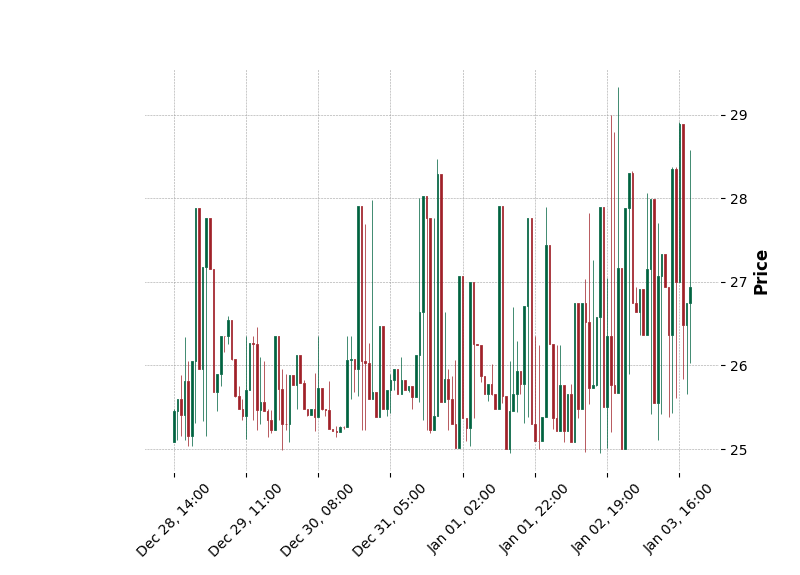 29
28
27
26
25
Price
Dec 28, 14:00
Dec 29, 11:00
Dec 30, 08:00
Dec 31, 05:00
Jan 01, 02:00
Jan 01, 22:00
Jan 02, 19:00
Jan 03, 16:00